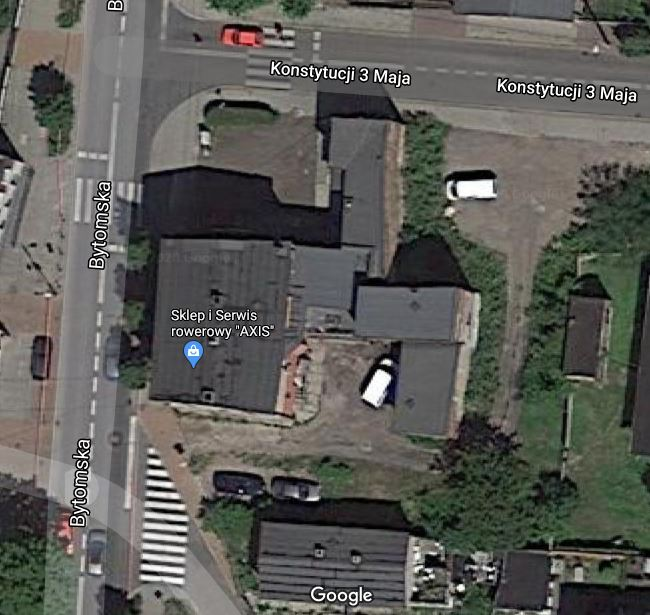 B
Konstytucji 3 Maja
Konstytucji 3 Maja
Bytomska
Sklep i Serwis
rowerowy "AXIS"
Bytomska
Google